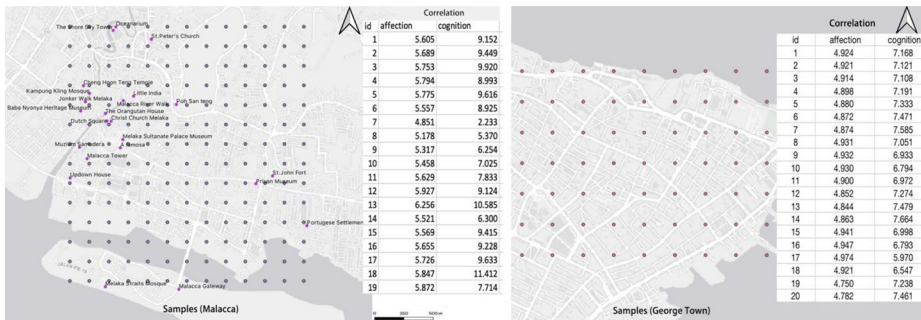 The Shore Sky Tower
Oceanarium
St.Peter's Church
Cheng Hoon Teng Temple
Kampung Kling Mosque
Little India
Jonker Walk Melaka
Malacca River Walk
Poh San teng
Baba Nyonya Heritage Museum
The Orangutan House
Dutch Square
Christ Church Melaka
Melaka Sultanate Palace Museum
A Famosa
Malacca Tower
St.John Fort
Updown House
Prison Museum
Portugese Settlemen
Melaka Straits Mosque
Malacca Gateway
Samples (Malacca)
0 250 500 m
Correlation
id affection cognition
1 5.605 9.152
2 5.689 9.449
3 5.753 9.920
4 5.794 8.993
5 5.775 9.616
6 5.557 8.925
7 4.851 2.233
8 5.178 5.370
9 5.317 6.254
10 5.458 7.025
11 5.629 7.833
12 5.927 9.124
13 6.256 10.585
14 5.521 6.300
15 5.569 9.415
16 5.655 9.228
17 5.726 9.633
18 5.847 11.412
19 5.872 7.714
Samples (George Town)
Correlation
id affection cognition
1 4.924 7.168
2 4.921 7.121
3 4.914 7.108
4 4.898 7.191
5 4.880 7.333
6 4.872 7.471
7 4.874 7.585
8 4.931 7.051
9 4.932 6.933
10 4.930 6.794
11 4.900 6.972
12 4.852 7.274
13 4.844 7.479
14 4.863 7.664
15 4.941 6.998
16 4.947 7.793
17 4.974 5.970
18 4.921 6.547
19 4.750 7.238
20 4.782 7.461